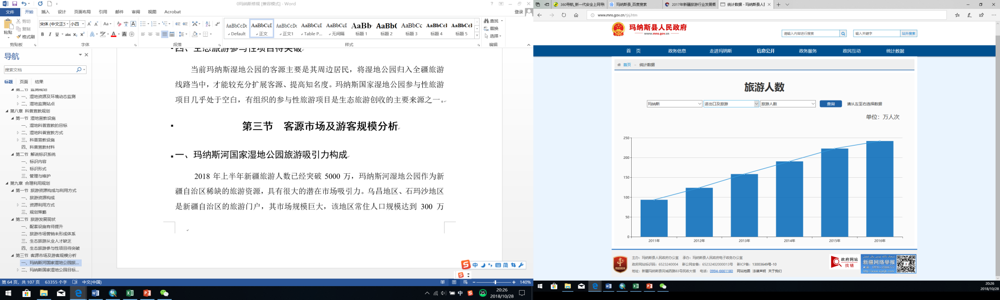 0玛纳斯修规 [兼容模式] - Word
文件 开始 插入 设计 页面布局 引用 邮件 审阅 视图 Acrobat
登录
粘贴 剪切
复制
格式刷
宋体 (中文正 小四
AaBbCcDc AaBbCcI AaBbCcDc AaBbCcI AaBbCcI AaBb AaBb( AaBbCc AaBbCcI AaBbCcI
Default 正文 正文1 Table P... 无间隔 标题 1 标题 2 标题 3 标题 4 标题 5
查找
替换
选择
剪贴板 字体 段落 样式 编辑
导航
搜索文档
标题 页面 结果
第二节 监测规划
一、湿地资源及环境动态监测
二、湿地监测站点
第八章 科普宣教规划
第一节 湿地宣教设施
一、湿地科普宣教的目标
二、湿地科普宣教方式
三、科普宣教设施
四、科普宣教材料
第二节 解说标识系统
一、标识内容
二、标识形式
三、管理与维护
第九章 合理利用规划
第一节 旅游资源构成与利用方式
一、旅游资源构成
二、资源利用方式
三、规划策略
第二节 旅游发展现状
一、配套设施有待提升
二、旅游市场营销未形成体系
三、生态旅游从业人才缺乏
四、生态旅游参与性项目待突破
第三节 客源市场及游客规模分析
一、玛纳斯河国家湿地公园旅...
二、玛纳斯国家湿地公园目标...
四、生态旅游参与性项目待突破
当前玛纳斯湿地公园的客源主要是其周边居民，将湿地公园归入全疆旅游
线路当中，才能较充分扩展客源、提高知名度。玛纳斯国家湿地公园参与性旅游
项目几乎处于空白，有组织的参与性旅游项目是生态旅游创收的主要来源之一。
第三节 客源市场及游客规模分析
一、玛纳斯河国家湿地公园旅游吸引力构成
2018 年上半年新疆旅游人数已经突破 5000 万，玛纳斯河湿地公园作为新
疆自治区稀缺的旅游资源，具有很大的潜在市场吸引力。乌昌地区、石玛沙地区
是新疆自治区的旅游门户，其市场规模巨大，该地区常住人口规模达到 300 万
中 简
第 64 页，共 107 页 63355 个字 中文(中国)
140%
中 25
20:26
2018/10/28
360导航_新一代安全上网导 玛纳斯县_百度搜索 2017年新疆旅游行业发展概 统计数据 - 玛纳斯县人民
www.mns.gov.cn/tjsj.htm
玛纳斯县人民政府
www.mns.gov.cn
请输入内容进行搜索
输入关键字 站外搜索
首 页 政务信息 走进玛纳斯 信息公开 政务服务 政民互动 统计数据
首页 统计数据
旅游人数
玛纳斯 进出口及旅游 旅游人数 查询 请从左至右选择数据
单位：万人次
250
200
150
100
50
0
2011年 2012年 2013年 2014年 2015年 2016年
主办：玛纳斯县人民政府办公室 承办：玛纳斯县人民政府电子政务办公室
政府网站标识码：6523240004 新公网安备：65232402000013号 新ICP备：13003649号-10
地址：新疆玛纳斯县凤城西路83号民政大楼 电话：0994-6661180 网站地图 法律声明 关于我们
政府网站
找错
新疆网络举报
20:26
2018/10/28